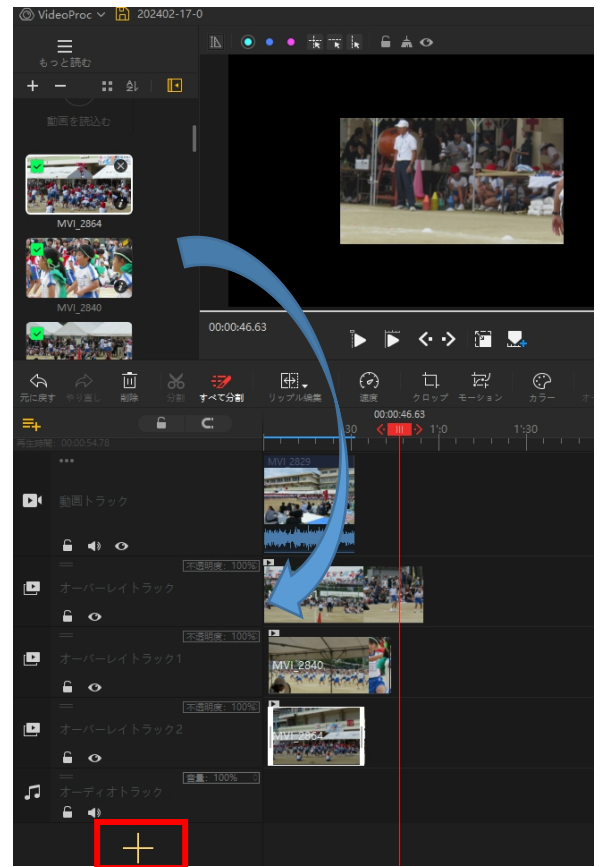 VideoProc 202402-17-0
もっと読む
動画を読込む
MVI_2864
MVI_2840
00:00:46.63
元に戻す やり直し 削除 分割 すべて分割 リップル編集 速度 クロップ モーション カラー
00:00:46.63
再生時間 00:00:54.78 30 1':0 1':30
MVI 2829
動画トラック
不透明度: 100%
オーバーレイトラック
不透明度: 100%
オーバーレイトラック1
MVI_2840
不透明度: 100%
オーバーレイトラック2
MVI_2864
音量: 100%
オーディオトラック